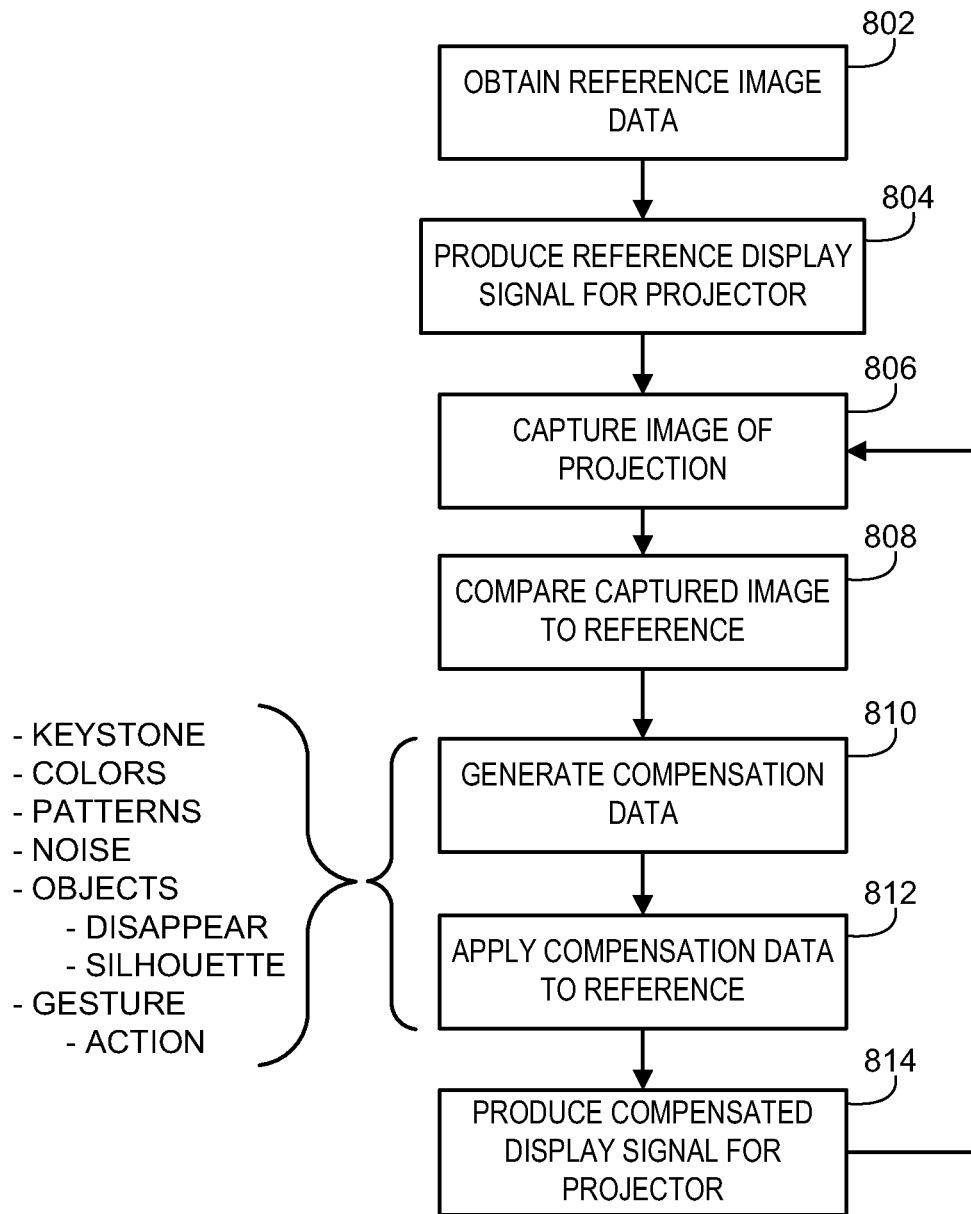 802
OBTAIN REFERENCE IMAGE
DATA
804
PRODUCE REFERENCE DISPLAY
SIGNAL FOR PROJECTOR
806
CAPTURE IMAGE OF
PROJECTION
808
COMPARE CAPTURED IMAGE
TO REFERENCE
810
GENERATE COMPENSATION
DATA
- KEYSTONE
- COLORS
- PATTERNS
- NOISE
- OBJECTS
- DISAPPEAR
- SILHOUETTE
- GESTURE
- ACTION
812
APPLY COMPENSATION DATA
TO REFERENCE
814
PRODUCE COMPENSATED
DISPLAY SIGNAL FOR
PROJECTOR